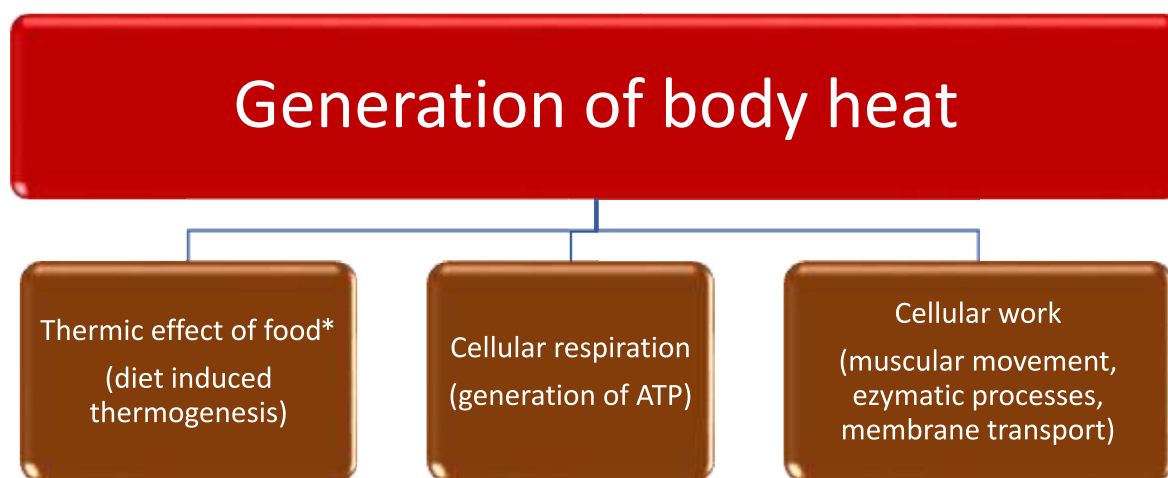 Generation of body heat
Thermic effect of food*
(diet induced
thermogenesis)
Cellular respiration
(generation of ATP)
Cellular work
(muscular movement,
ezymatic processes,
membrane transport)